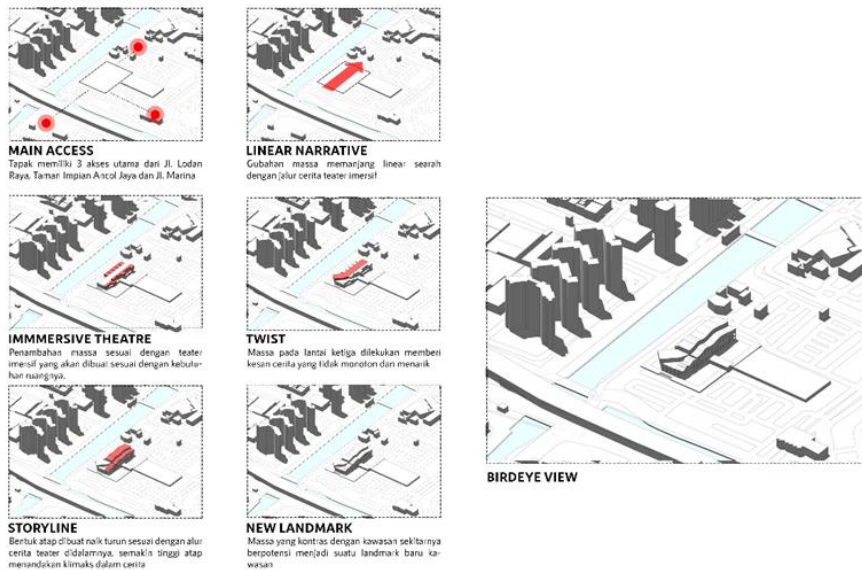 MAIN ACCESS
Tapak memiliki 3 akses utama dari Jl. Lodan
Raya, Taman Impian Ancol Jaya dan Jl. Marina
LINEAR NARRATIVE
Gubahan massa memanjang linear searah
dengan jalur cerita teater imersif
IMMMERSIVE THEATRE
Penambahan massa sesuai dengan teater
imersif yang akan dibuat sesuai dengan kebutu-
han ruangnya.
TWIST
Massa pada lantai ketiga dilekukan memberi
kesan cerita yang tidak monoton dan menarik
STORYLINE
Bentuk atap dibuat naik turun sesuai dengan alur
cerita teater didalamnya, semakin tinggi atap
menandakan klimaks dalam cerita
NEW LANDMARK
Massa yang kontras dengan kawasan sekitarnya
berpotensi menjadi suatu landmark baru ka-
wasan
BIRDEYE VIEW